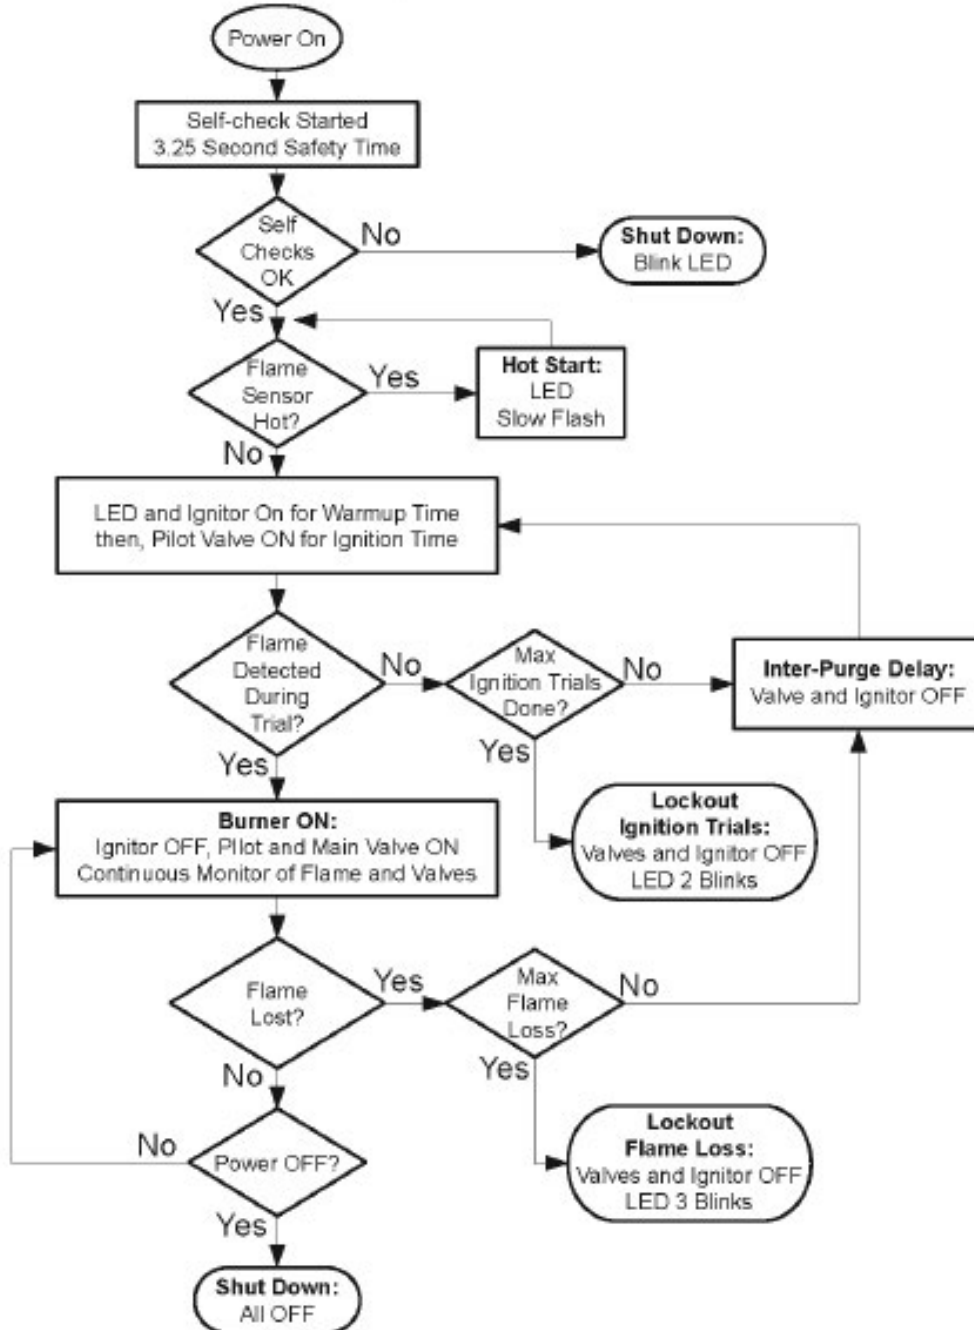 Power On
Self-check Started
3.25 Second Safety Time
Self
Checks
OK
No
Shut Down:
Blink LED
Yes
Flame
Sensor
Hot?
Yes
Hot Start:
LED
Slow Flash
No
LED and Ignitor On for Warmup Time
then, Pilot Valve ON for Ignition Time
Flame
Detected
During
Trial?
No
Max
Ignition Trials
Done?
No
Inter-Purge Delay:
Valve and Ignitor OFF
Yes
Yes
Lockout
Ignition Trials:
Valves and Ignitor OFF
LED 2 Blinks
Burner ON:
Ignitor OFF, Pilot and Main Valve ON
Continuous Monitor of Flame and Valves
Flame
Lost?
Yes
Max
Flame
Loss?
No
Yes
No
Lockout
Flame Loss:
Valves and Ignitor OFF
LED 3 Blinks
Power OFF?
No
Yes
Shut Down:
All OFF